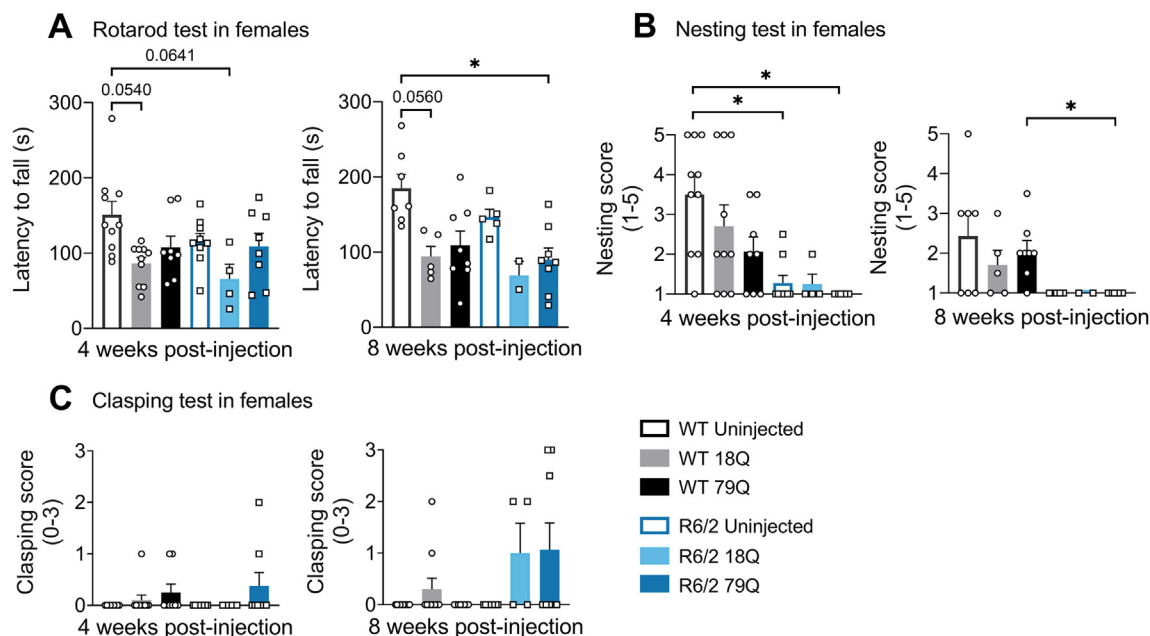 A Rotarod test in females
0.0641
0.0540
300
200
100
0
Latency to fall (s)
4 weeks post-injection
*
0.0560
300
200
100
0
Latency to fall (s)
8 weeks post-injection
B Nesting test in females
*
*
5
4
3
2
1
Nesting score
(1-5)
4 weeks post-injection
*
5
4
3
2
1
Nesting score
(1-5)
8 weeks post-injection
C Clasping test in females
3
2
1
0
Clasping score
(0-3)
4 weeks post-injection
3
2
1
0
Clasping score
(0-3)
8 weeks post-injection
WT Uninjected
WT 18Q
WT 79Q
R6/2 Uninjected
R6/2 18Q
R6/2 79Q